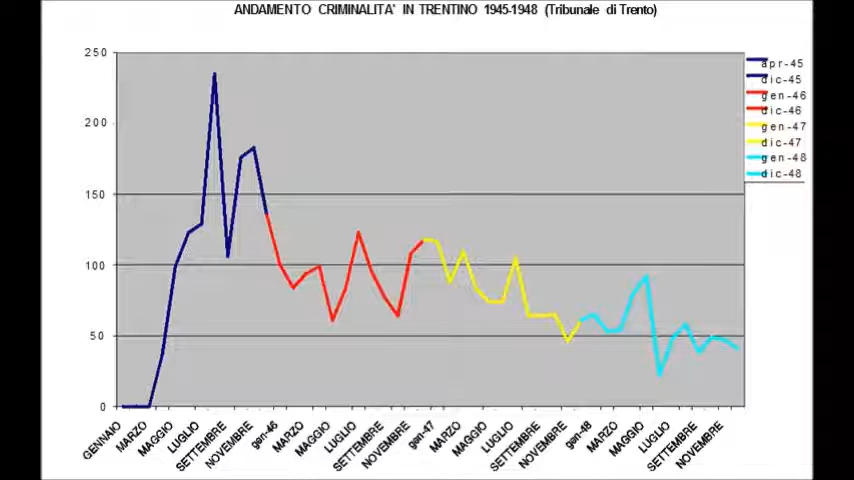 ANDAMENTO CRIMINALITA' IN TRENTINO 1945-1948 (Tribunale di Trento)
250
200
150
100
50
0
apr-45
dic-45
gen-46
dic-46
gen-47
dic-47
gen-48
dic-48
GENNAIO
MARZO
MAGGIO
LUGLIO
SETTEMBRE
NOVEMBRE
gen-46
MARZO
MAGGIO
LUGLIO
SETTEMBRE
NOVEMBRE
gen-47
MARZO
MAGGIO
LUGLIO
SETTEMBRE
NOVEMBRE
gen-48
MARZO
MAGGIO
LUGLIO
SETTEMBRE
NOVEMBRE